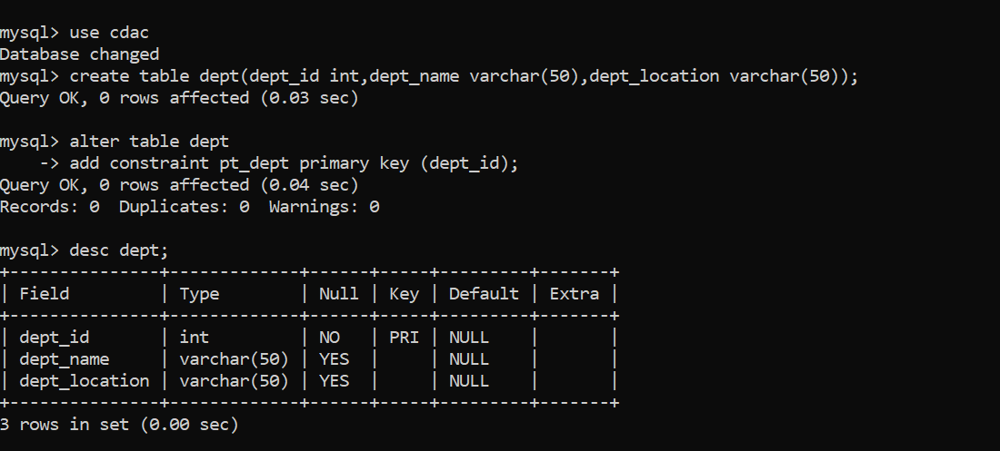 mysql> use cdac
Database changed
mysql> create table dept(dept_id int,dept_name varchar(50),dept_location varchar(50));
Query OK, 0 rows affected (0.03 sec)

mysql> alter table dept
    -> add constraint pt_dept primary key (dept_id);
Query OK, 0 rows affected (0.04 sec)
Records: 0  Duplicates: 0  Warnings: 0

mysql> desc dept;
+---------------+-------------+------+-----+---------+-------+
| Field         | Type        | Null | Key | Default | Extra |
+---------------+-------------+------+-----+---------+-------+
| dept_id       | int         | NO   | PRI | NULL    |       |
| dept_name     | varchar(50) | YES  |     | NULL    |       |
| dept_location | varchar(50) | YES  |     | NULL    |       |
+---------------+-------------+------+-----+---------+-------+
3 rows in set (0.00 sec)